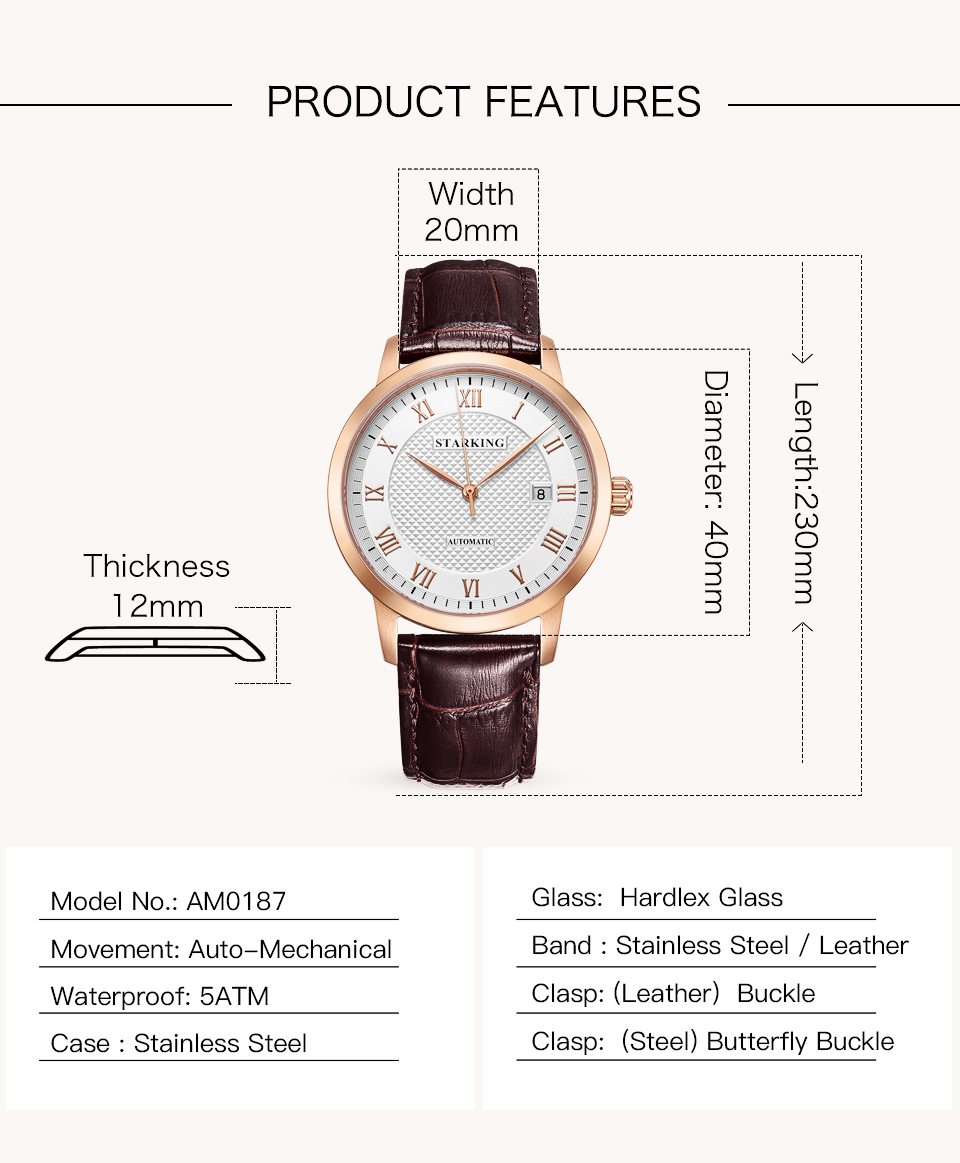 PRODUCT FEATURES
Width
20mm
XII
I
II
III
IIII
V
VI
VII
VIII
IX
X
XI
STARKING
8
AUTOMATIC
Diameter: 40mm
Length:230mm
Thickness
12mm
Model No.: AM0187
Movement: Auto-Mechanical
Waterproof: 5ATM
Case : Stainless Steel
Glass: Hardlex Glass
Band : Stainless Steel / Leather
Clasp: (Leather) Buckle
Clasp: (Steel) Butterfly Buckle